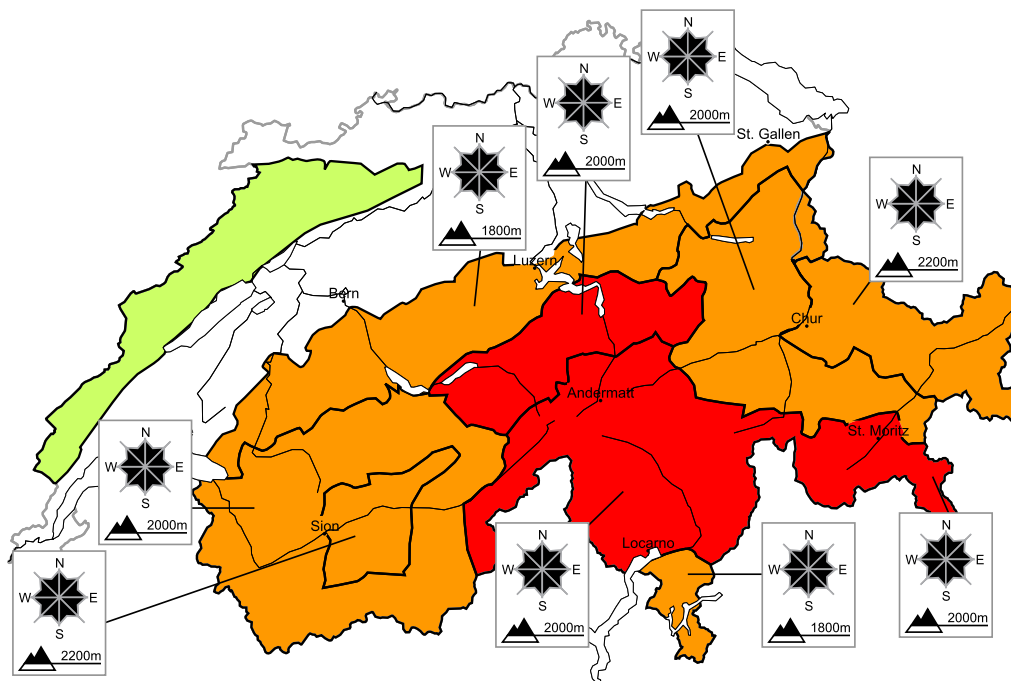 N
W E
S
2000m
N
W E
S
2000m
St. Gallen
N
W E
S
1800m
N
W E
S
2200m
Luzern
Bern
Chur
Andermatt
St. Moritz
N
W E
S
2000m
Sion
Locarno
N
W E
S
2200m
N
W E
S
2000m
N
W E
S
1800m
N
W E
S
2000m